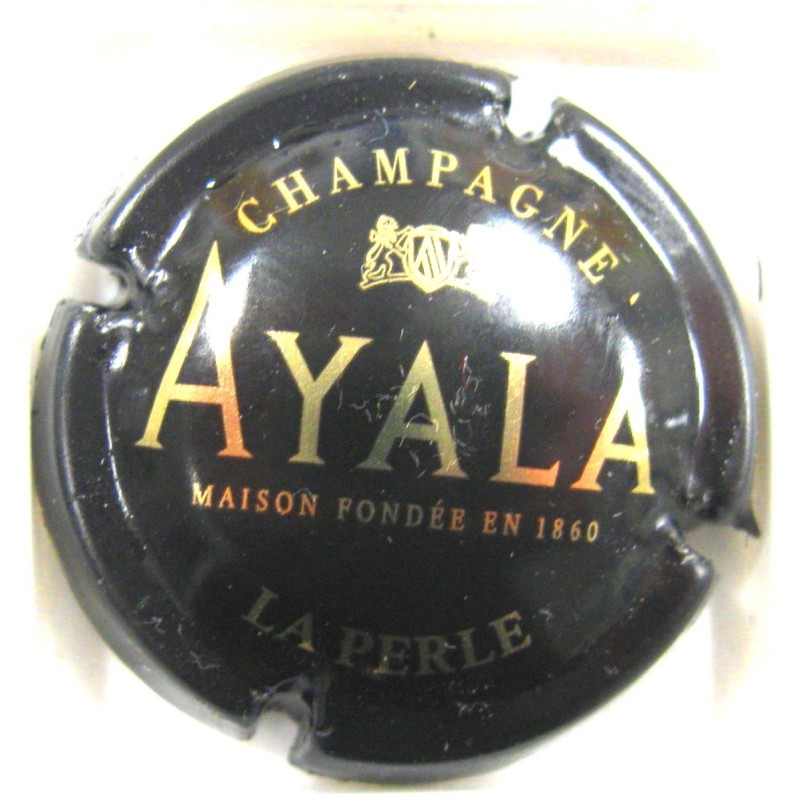 CHAMPAGNE
AYALA
MAISON FONDÉE EN 1860
LA PERLE